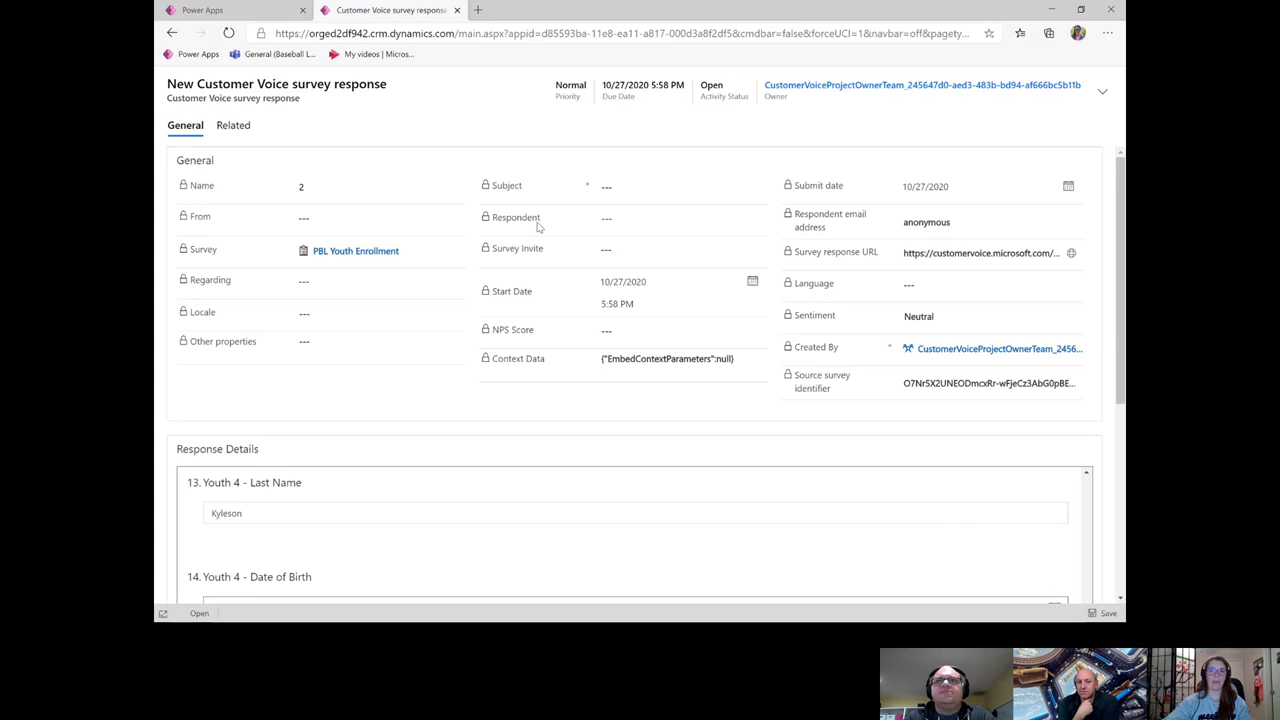 Power Apps
Customer Voice survey response
https://orged2df942.crm.dynamics.com/main.aspx?appid=d85593ba-11e8-ea11-a817-000d3a8f2df5&cmdbar=false&forceUCI=1&navbar=off&pagety...
Power Apps
General (Baseball L...
My videos | Micros...
New Customer Voice survey response
Customer Voice survey response
Normal
Priority
10/27/2020 5:58 PM
Due Date
Open
Activity Status
CustomerVoiceProjectOwnerTeam_245647d0-aed3-483b-bd94-af666bc5b11b
Owner
General
Related
General
Name
2
From
---
Survey
PBL Youth Enrollment
Regarding
---
Locale
---
Other properties
---
Subject
*
---
Respondent
---
Survey Invite
---
Start Date
10/27/2020
5:58 PM
NPS Score
---
Context Data
{"EmbedContextParameters":null}
Submit date
10/27/2020
Respondent email
address
anonymous
Survey response URL
https://customervoice.microsoft.com/...
Language
---
Sentiment
Neutral
Created By
*
CustomerVoiceProjectOwnerTeam_2456...
Source survey
identifier
O7Nr5X2UNEODmcxRr-wFjeCz3AbG0pBE...
Response Details
13. Youth 4 - Last Name
Kyleson
14. Youth 4 - Date of Birth
Open
Save